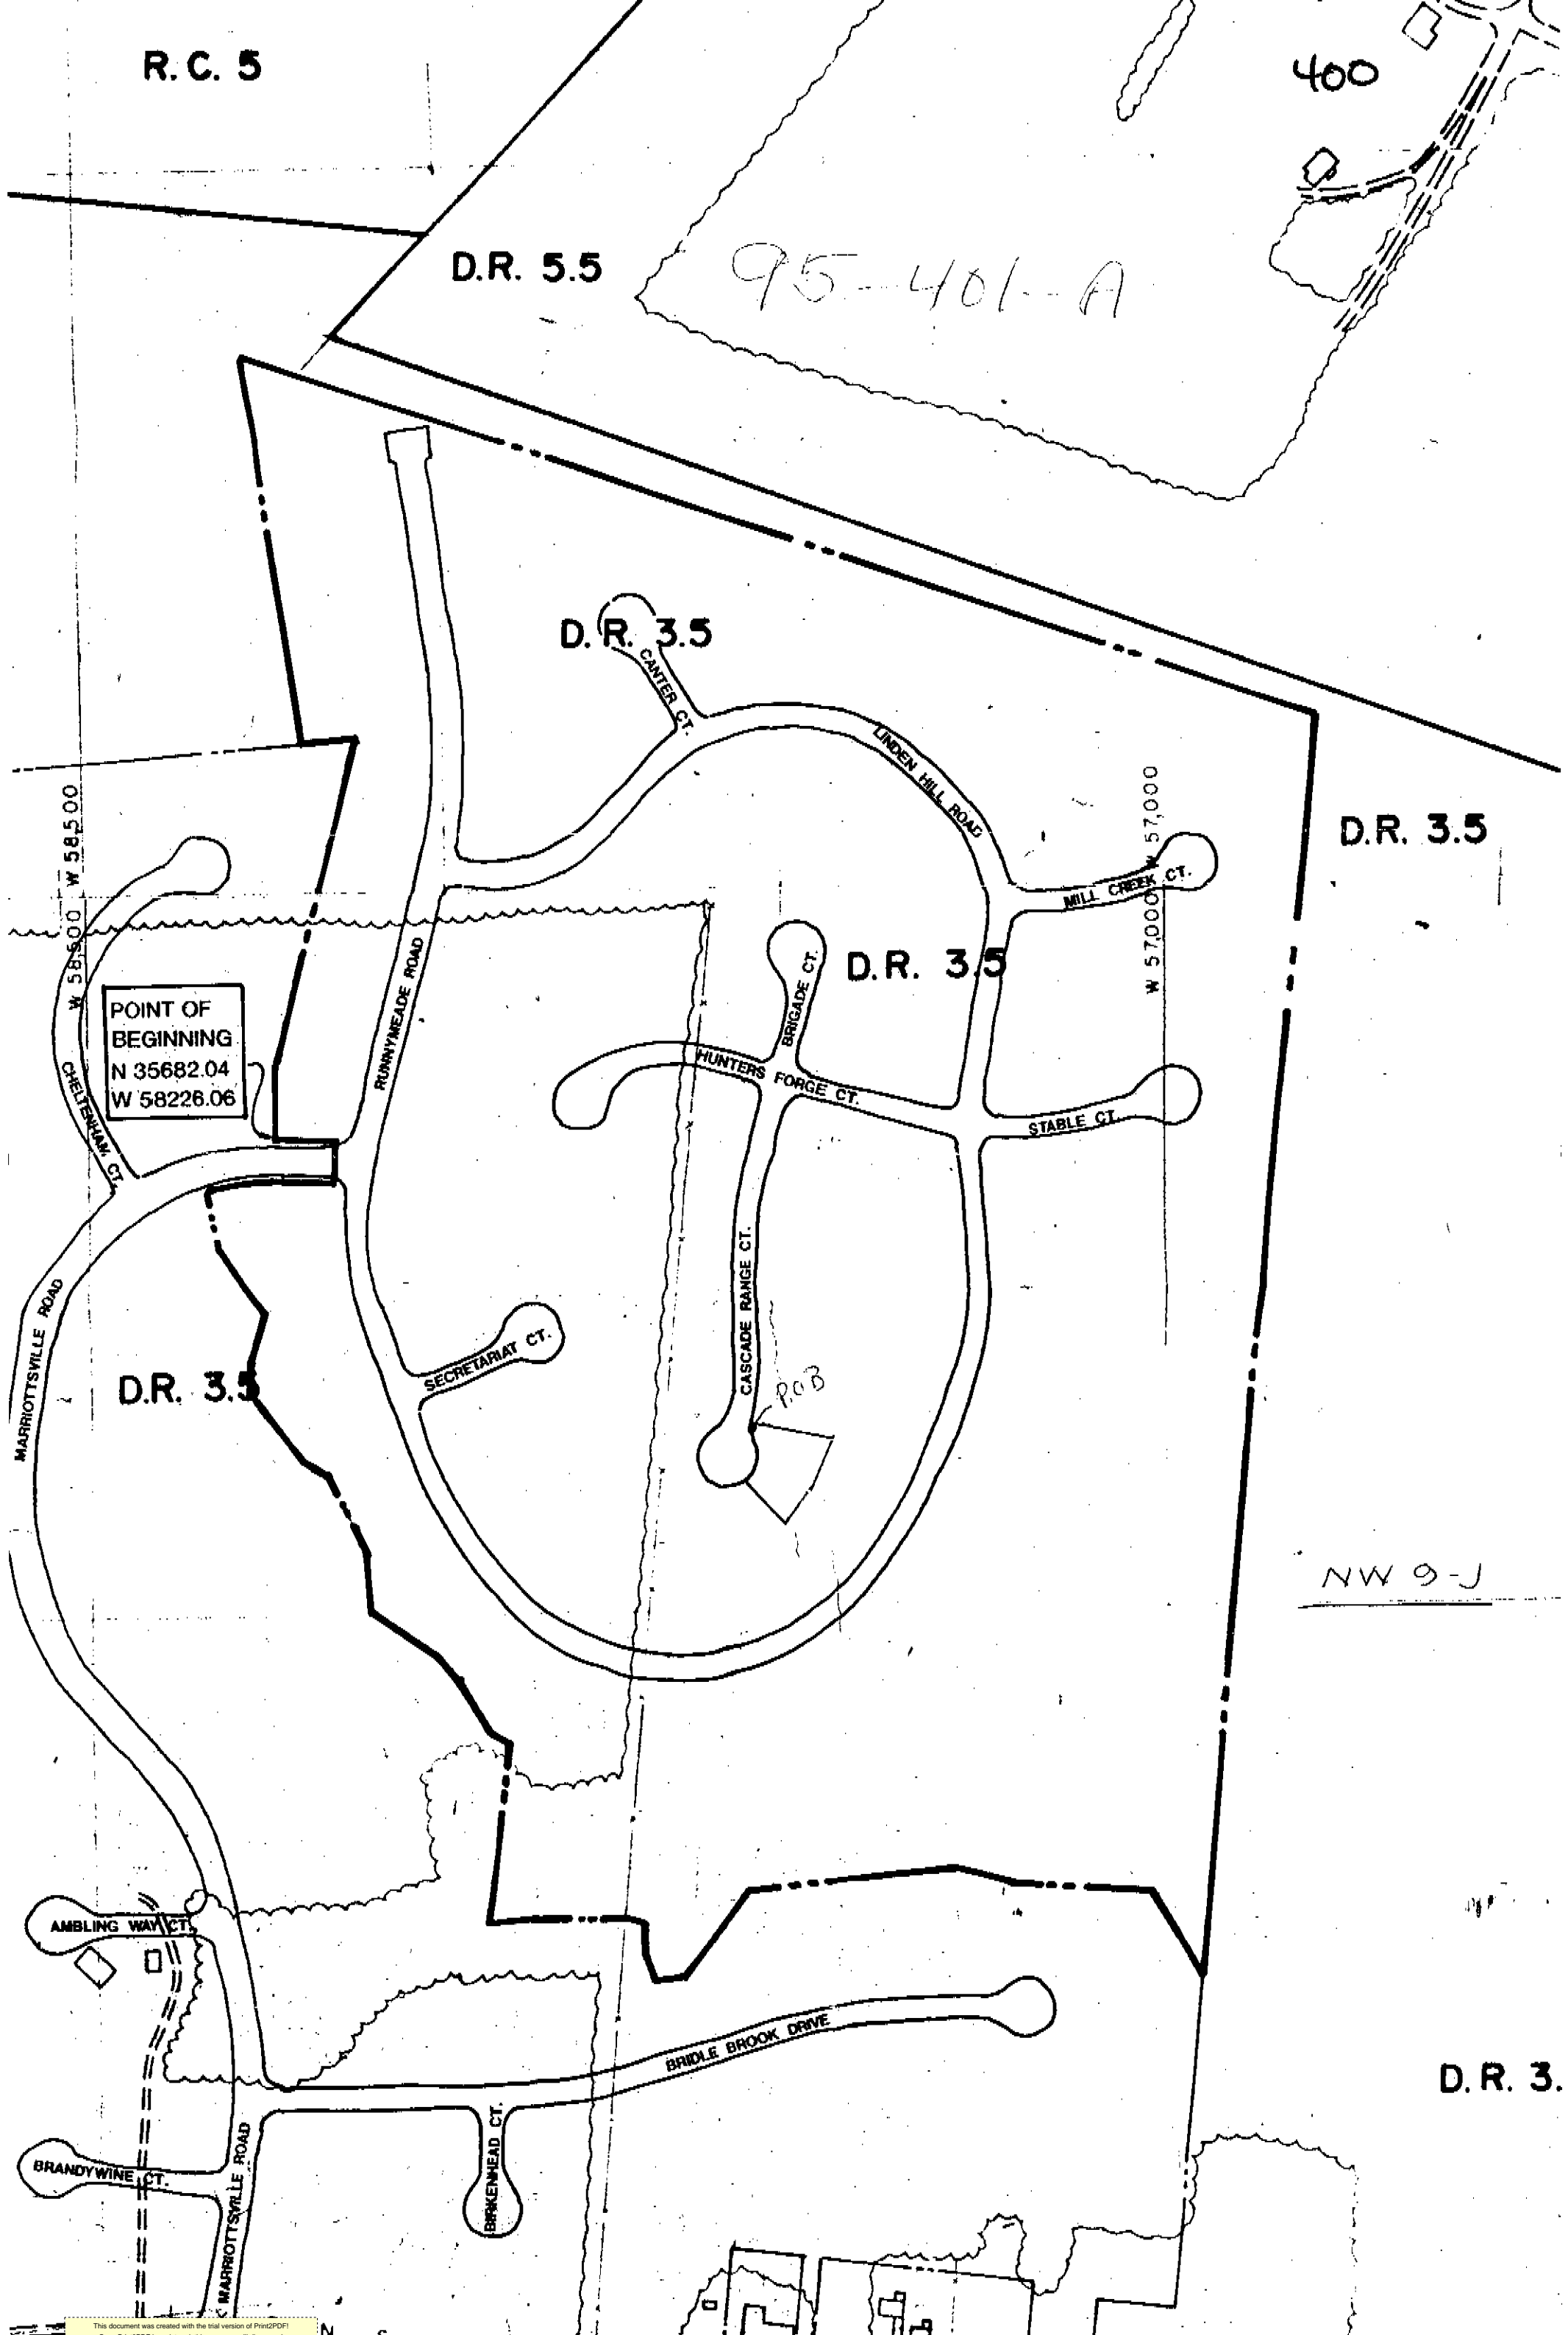 R.C. 5
400
D.R. 5.5
95-401-A
D.R. 3.5
CANTER CT.
LINDEN HILL ROAD
W 58,500 W 58,500
W 57,000 W 57,000
D.R. 3.5
MILL CREEK CT.
RUNNYMEADE ROAD
BRIGADE CT.
D.R. 3.5
POINT OF
BEGINNING
N 35682.04
W 58226.06
HUNTERS FORGE CT.
CHELTENHAM CT.
STABLE CT.
MARRIOTTSVILLE ROAD
CASCADE RANGE CT.
SECRETARIAT CT.
D.R. 3.5
P.O.B
NW 9-J
AMBLING WAY CT.
BRIDLE BROOK DRIVE
D.R. 3.
BRANDYWINE CT.
MARRIOTTSVILLE ROAD
BIRKENHEAD CT.
This document was created with the trial version of Print2PDF!
N S